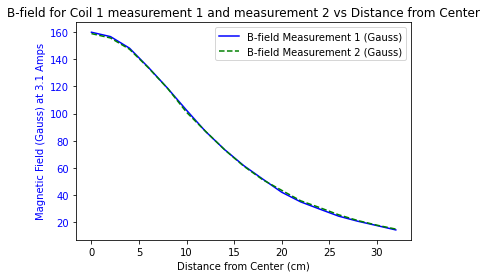 B-field for Coil 1 measurement 1 and measurement 2 vs Distance from Center
B-field Measurement 1 (Gauss)
B-field Measurement 2 (Gauss)
Magnetic Field (Gauss) at 3.1 Amps
160
140
120
100
80
60
40
20
0 5 10 15 20 25 30
Distance from Center (cm)